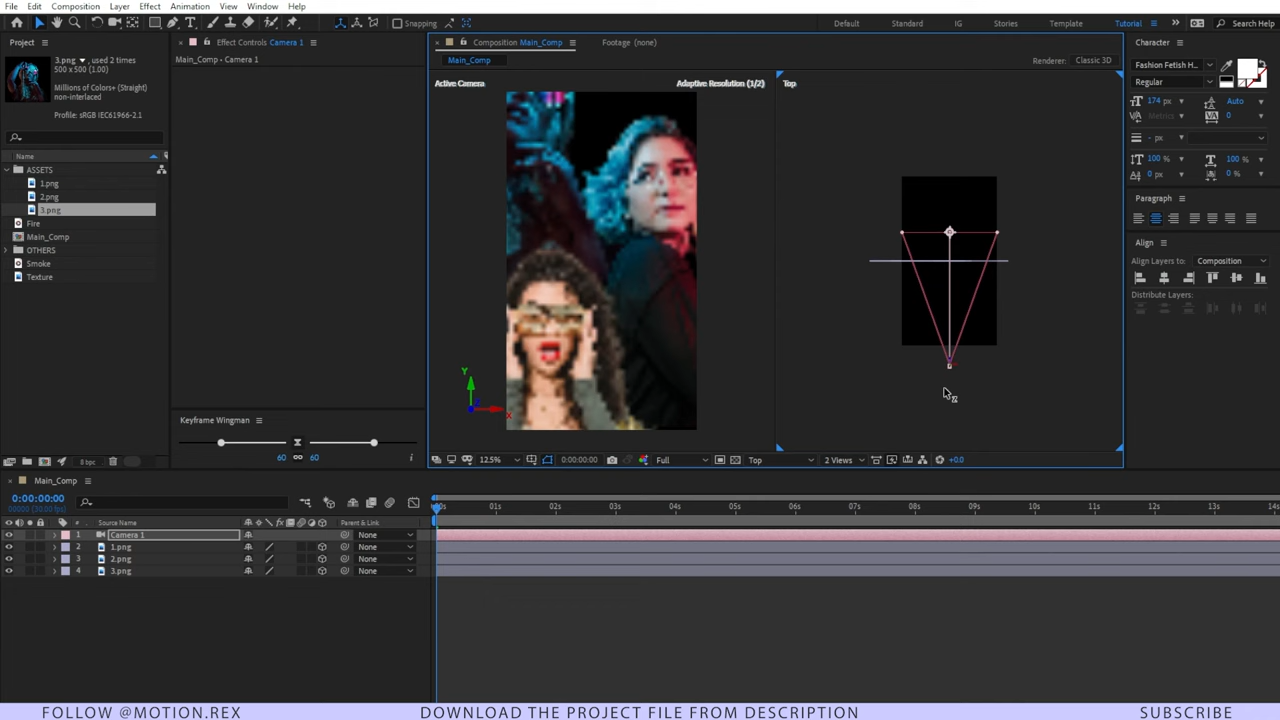 File Edit Composition Layer Effect Animation View Window Help
Snapping
Default Standard IG Stories Template Tutorial Search Help
Project
3.png , used 2 times
500 x 500 (1.00)
Millions of Colors+ (Straight)
non-interlaced
Profile: sRGB IEC61966-2.1
Name
ASSETS
1.png
2.png
3.png
Fire
Main_Comp
OTHERS
Smoke
Texture
8 bpc
Effect Controls Camera 1
Main_Comp • Camera 1
Keyframe Wingman
60 60
Composition Main_Comp
Footage (none)
Main_Comp
Renderer: Classic 3D
Active Camera
Adaptive Resolution (1/2)
Top
Y
X
12.5% 0:00:00:00 Full Top 2 Views +0.0
Character
Fashion Fetish H...
Regular
174 px Auto
Metrics 0
- px
100 % 100 %
0 px 0 %
Paragraph
Align
Align Layers to: Composition
Distribute Layers:
Main_Comp
0:00:00:00
00000 (30.00 fps)
# Source Name Parent & Link
1 Camera 1 None
2 1.png None
3 2.png None
4 3.png None
01s 02s 03s 04s 05s 06s 07s 08s 09s 10s 11s 12s 13s 14s
FOLLOW @MOTION.REX DOWNLOAD THE PROJECT FILE FROM DESCRIPTION SUBSCRIBE